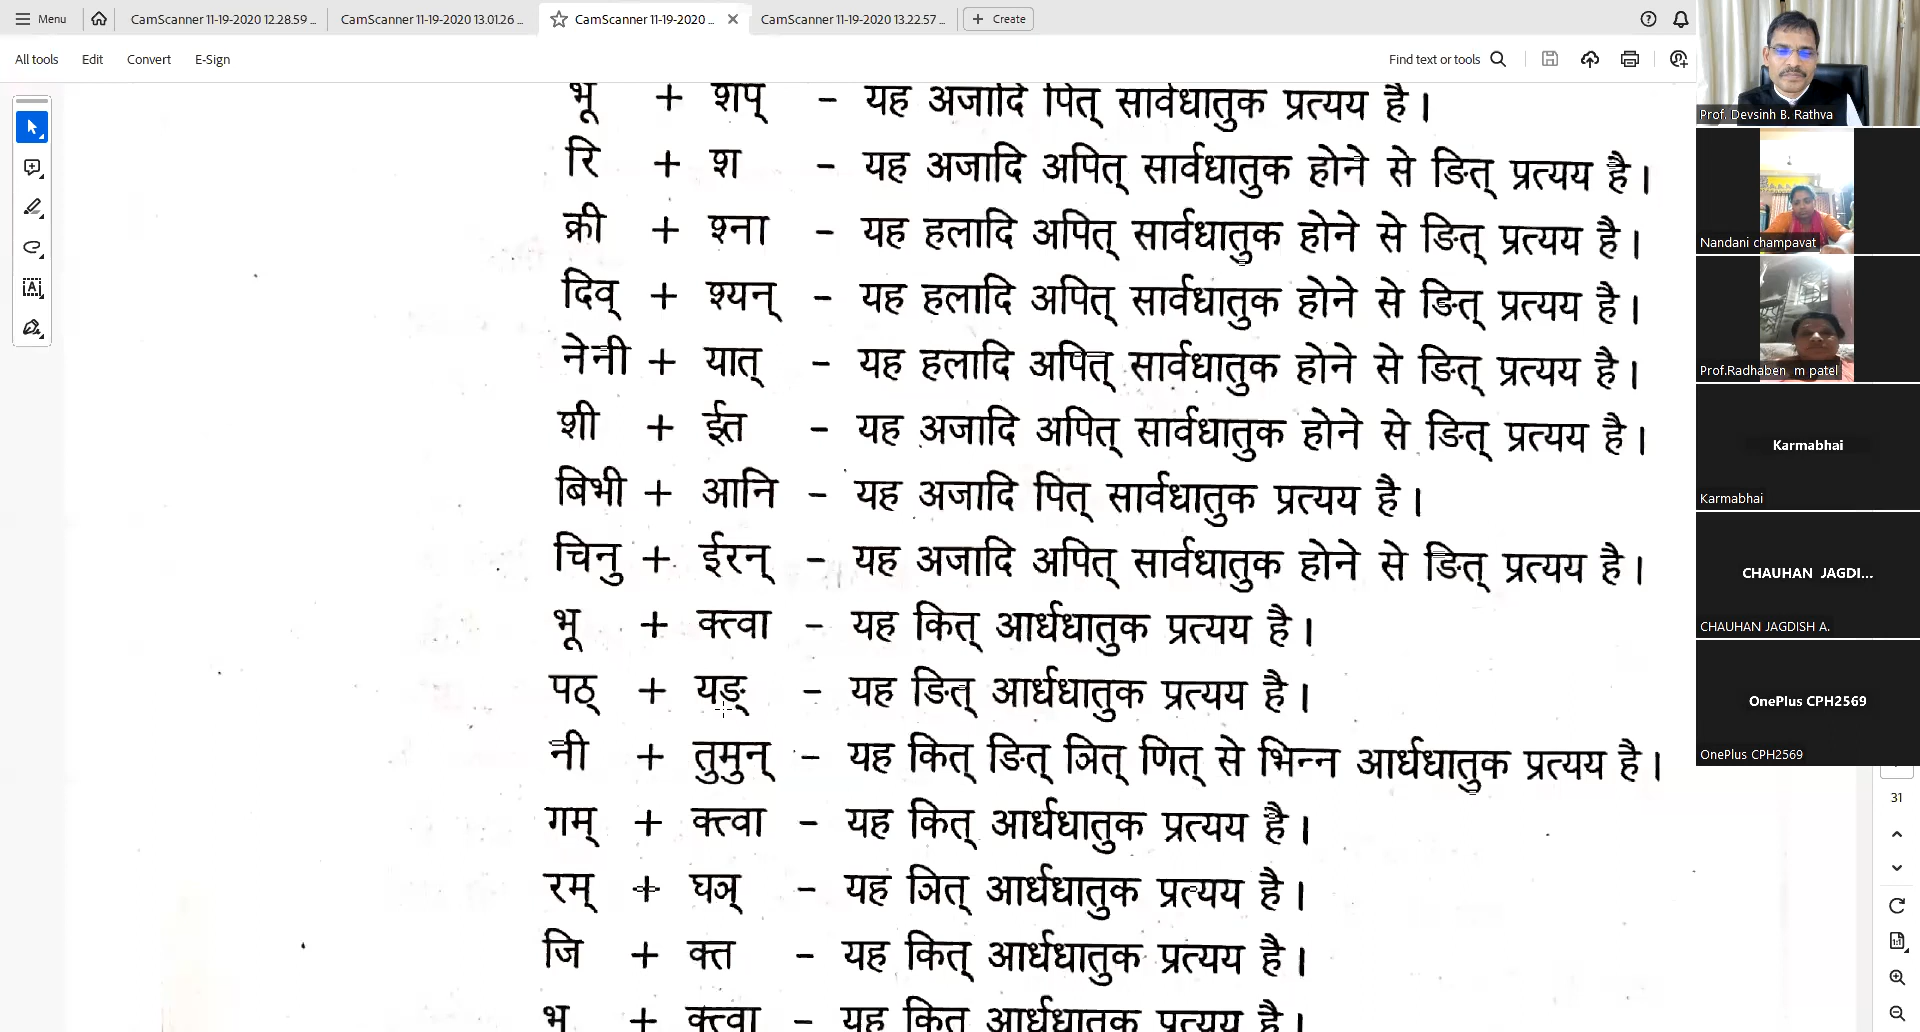 Menu CamScanner 11-19-2020 12.28.59 ... CamScanner 11-19-2020 13.01.26 ... CamScanner 11-19-2020 ... CamScanner 11-19-2020 13.22.57 ... Create
All tools Edit Convert E-Sign Find text or tools
भू + शप् - यह अजादि पित् सार्वधातुक प्रत्यय है।
रि + श - यह अजादि अपित् सार्वधातुक होने से ङित् प्रत्यय है।
क्री + श्ना - यह हलादि अपित् सार्वधातुक होने से ङित् प्रत्यय है।
दिव् + श्यन् - यह हलादि अपित् सार्वधातुक होने से ङित् प्रत्यय है।
नेनी + यात् - यह हलादि अपित् सार्वधातुक होने से ङित् प्रत्यय है।
शी + ईत - यह अजादि अपित् सार्वधातुक होने से ङित् प्रत्यय है।
बिभी + आनि - यह अजादि पित् सार्वधातुक प्रत्यय है।
चिनु + ईरन् - यह अजादि अपित् सार्वधातुक होने से ङित् प्रत्यय है।
भू + क्त्वा - यह कित् आर्धधातुक प्रत्यय है।
पठ् + यङ् - यह ङित् आर्धधातुक प्रत्यय है।
नी + तुमुन् - यह कित् ङित् ञित् णित् से भिन्न आर्धधातुक प्रत्यय है।
गम् + क्त्वा - यह कित् आर्धधातुक प्रत्यय है।
रम् + घञ् - यह ञित् आर्धधातुक प्रत्यय है।
जि + क्त - यह कित् आर्धधातुक प्रत्यय है।
+ क्त्वा - यह कित् आर्धधातुक प्रत्यय है।
Prof. Devsinh B. Rathva
Nandani champavat
Prof.Radhaben m patel
Karmabhai
Karmabhai
CHAUHAN JAGDI...
CHAUHAN JAGDISH A.
OnePlus CPH2569
OnePlus CPH2569
31